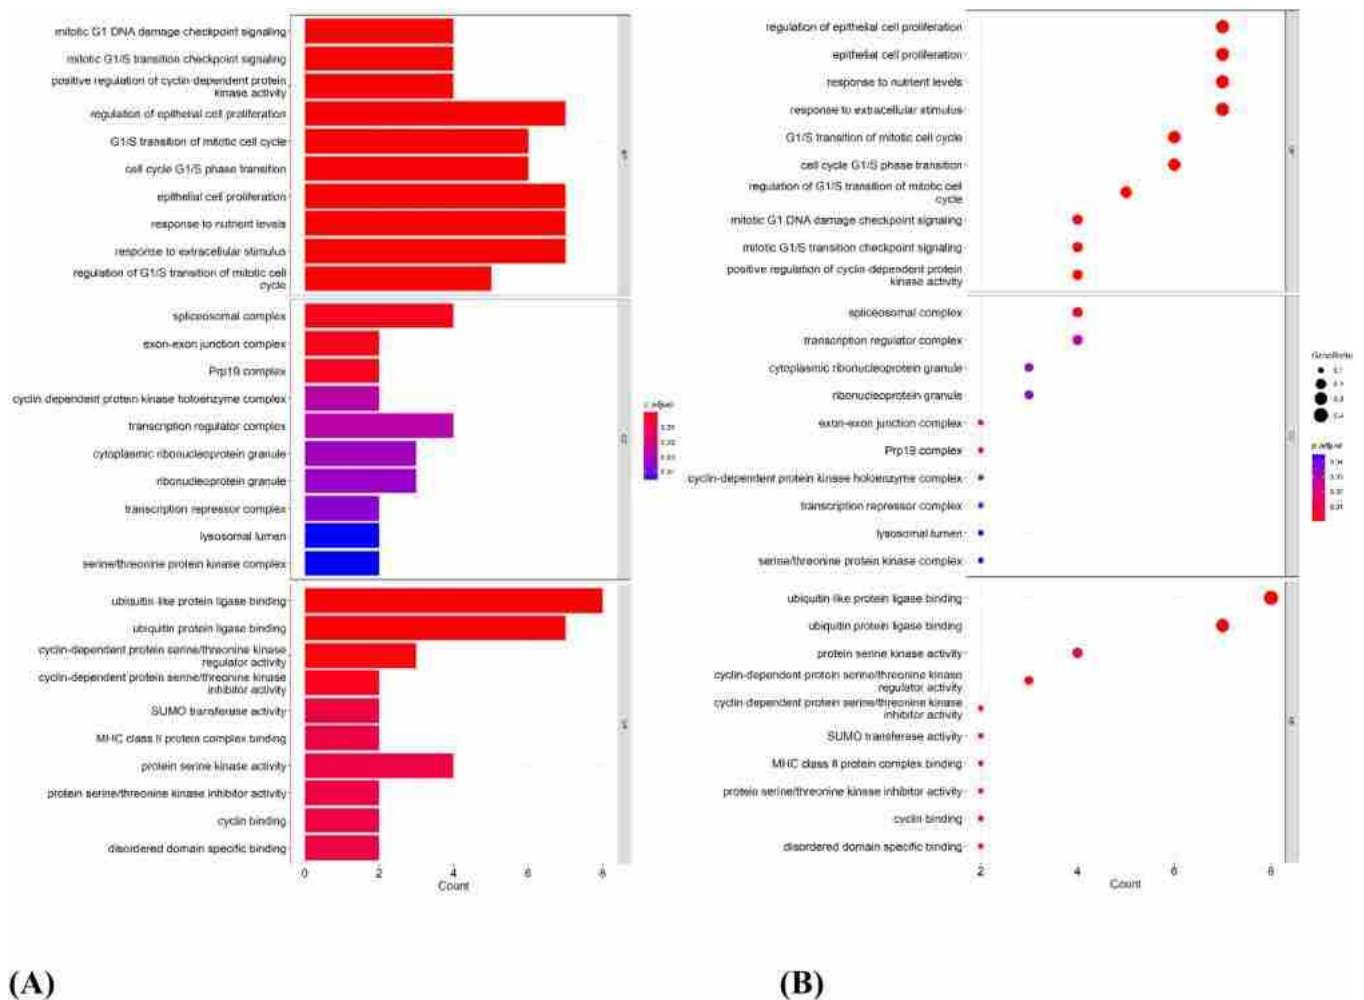 mitotic G1 DNA damage checkpoint signaling
mitotic G1/S transition checkpoint signaling
positive regulation of cyclin-dependent protein
kinase activity
regulation of epithelial cell proliferation
G1/S transition of mitotic cell cycle
cell cycle G1/S phase transition
epithelial cell proliferation
response to nutrient levels
response to extracellular stimulus
regulation of G1/S transition of mitotic cell
cycle
spliceosomal complex
exon-exon junction complex
Prp19 complex
cyclin dependent protein kinase holoenzyme complex
transcription regulator complex
cytoplasmic ribonucleoprotein granule
ribonucleoprotein granule
transcription repressor complex
lysosomal lumen
serine/threonine protein kinase complex
ubiquitin-like protein ligase binding
ubiquitin protein ligase binding
cyclin-dependent protein serine/threonine kinase
regulator activity
cyclin-dependent protein serine/threonine kinase
inhibitor activity
SUMO transferase activity
MHC class II protein complex binding
protein serine kinase activity
protein serine/threonine kinase inhibitor activity
cyclin binding
disordered domain specific binding
0 2 4 6 8
Count
(A)
regulation of epithelial cell proliferation
epithelial cell proliferation
response to nutrient levels
response to extracellular stimulus
G1/S transition of mitotic cell cycle
cell cycle G1/S phase transition
regulation of G1/S transition of mitotic cell
cycle
mitotic G1 DNA damage checkpoint signaling
mitotic G1/S transition checkpoint signaling
positive regulation of cyclin-dependent protein
kinase activity
spliceosomal complex
transcription regulator complex
cytoplasmic ribonucleoprotein granule
ribonucleoprotein granule
exon-exon junction complex
Prp19 complex
cyclin-dependent protein kinase holoenzyme complex
transcription repressor complex
lysosomal lumen
serine/threonine protein kinase complex
ubiquitin-like protein ligase binding
ubiquitin protein ligase binding
protein serine kinase activity
cyclin-dependent protein serine/threonine kinase
regulator activity
cyclin-dependent protein serine/threonine kinase
inhibitor activity
SUMO transferase activity
MHC class II protein complex binding
protein serine/threonine kinase inhibitor activity
cyclin binding
disordered domain specific binding
2 4 6 8
Count
GeneRatio
p.adjust
(B)